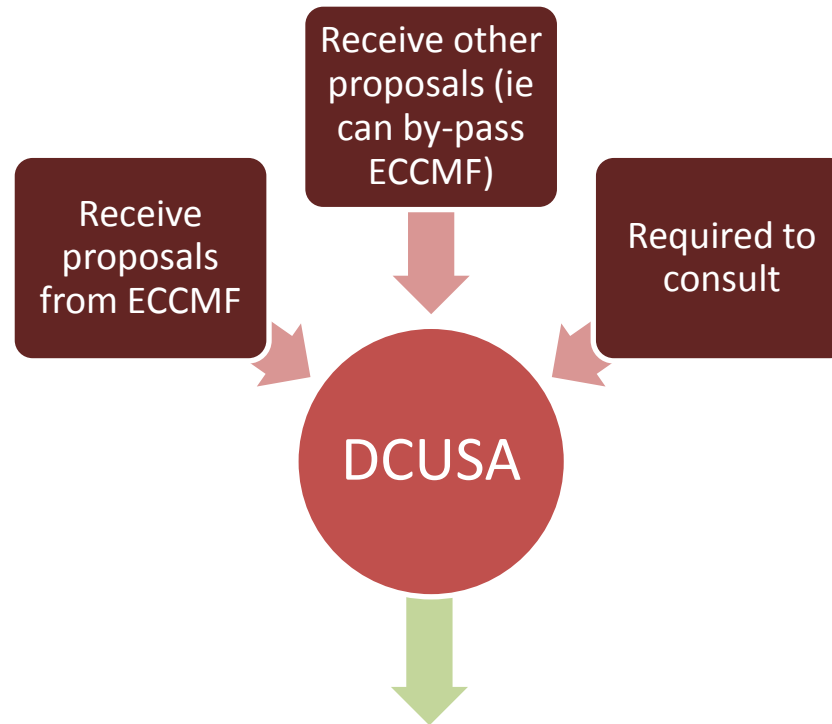 Receive other
proposals (ie
can by-pass
ECCMF)
Receive
proposals
from ECCMF
Required to
consult
DCUSA